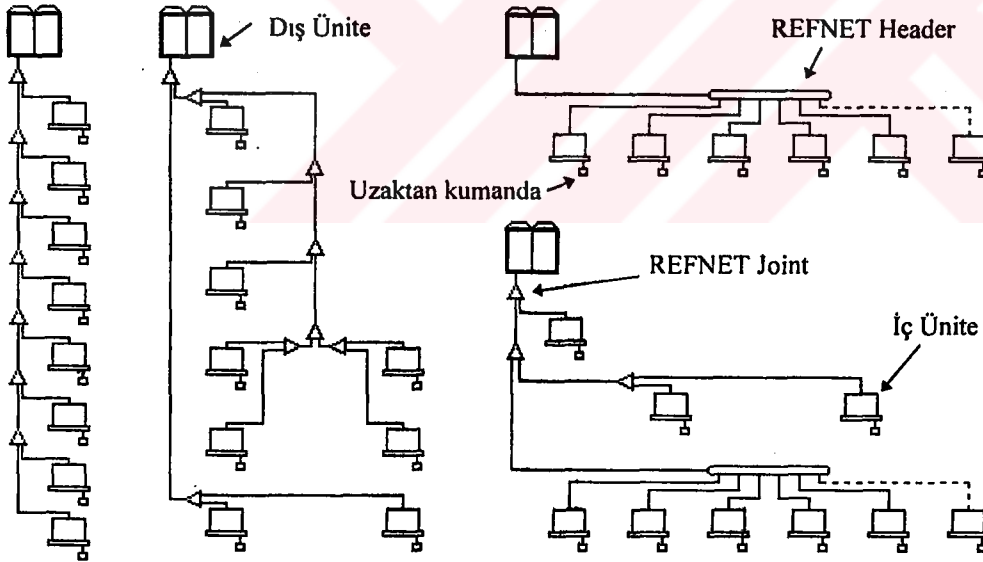 Dış Ünite
REFNET Header
Uzaktan kumanda
REFNET Joint
İç Ünite